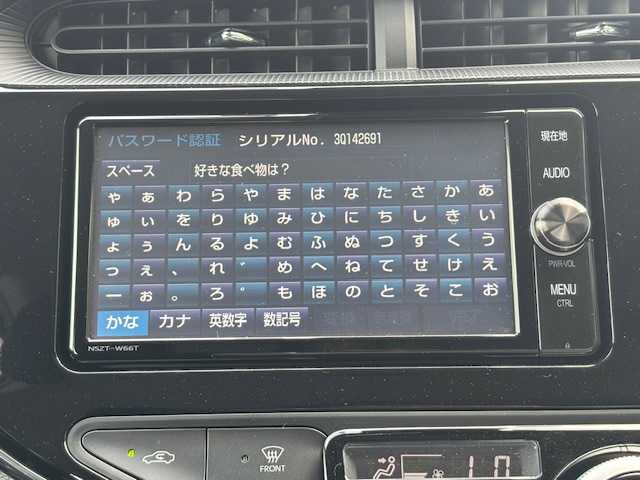 パスワード認証 シリアルNo. 3Q142691
現在地
スペース 好きな食べ物は?
AUDIO
ゃ ぁ わ ら や ま は な た さ か あ
ゅ ぃ を り ゆ み ひ に ち し き い
ょ ぅ ん る よ む ふ ぬ つ す く う
っ ぇ 、 れ ゛ め へ ね て せ け え
ー ぉ 。 ろ ゜ も ほ の と そ こ お
PWR・VOL
MENU
CTRL
かな カナ 英数字 数記号
NSZT-W66T
FRONT
1.0